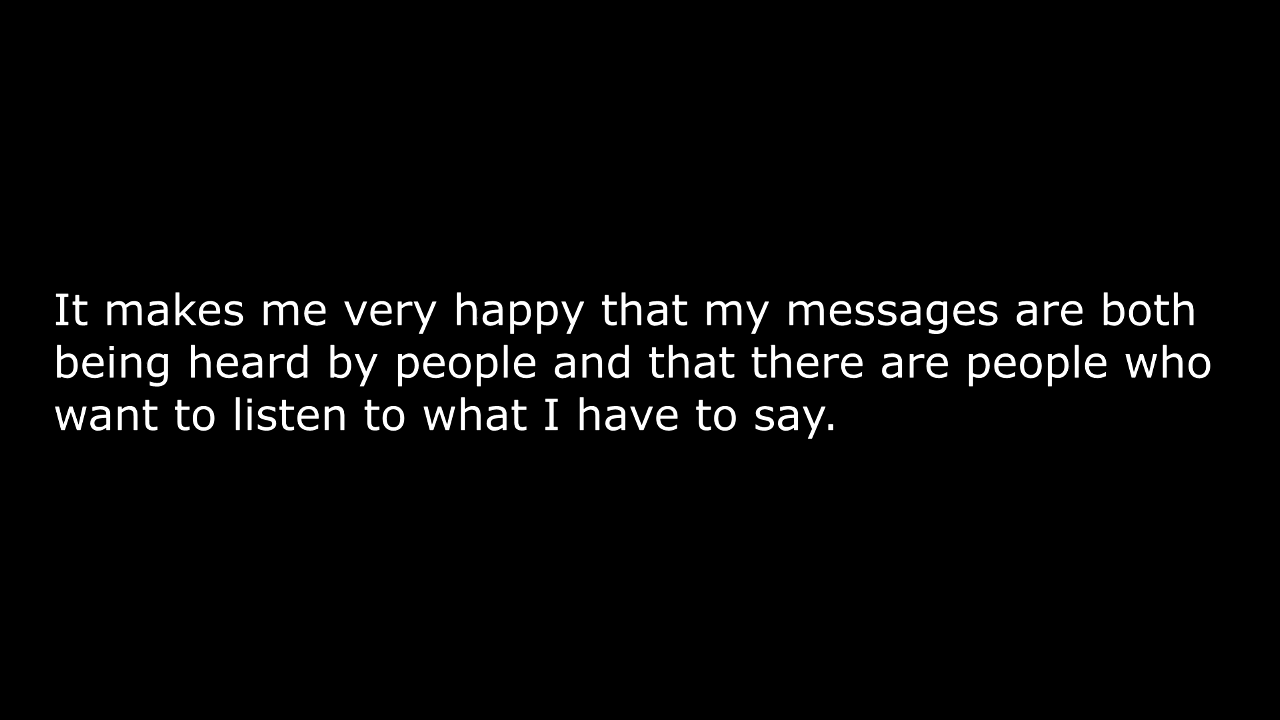 It makes me very happy that my messages are both
being heard by people and that there are people who
want to listen to what I have to say.